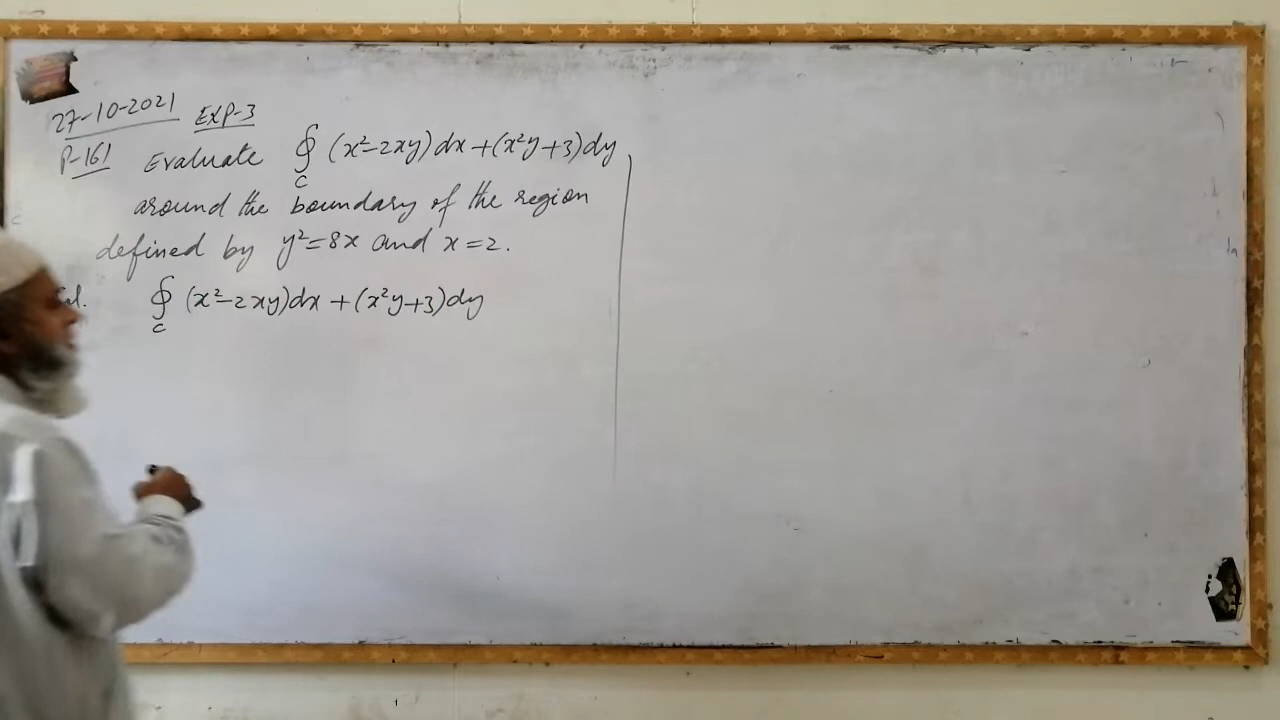 27-10-2021 EXP-3
P-161 Evaluate ∮_C (x²-2xy)dx+(x²y+3)dy
around the boundary of the region
defined by y²=8x and x=2.
∮_C (x²-2xy)dx+(x²y+3)dy